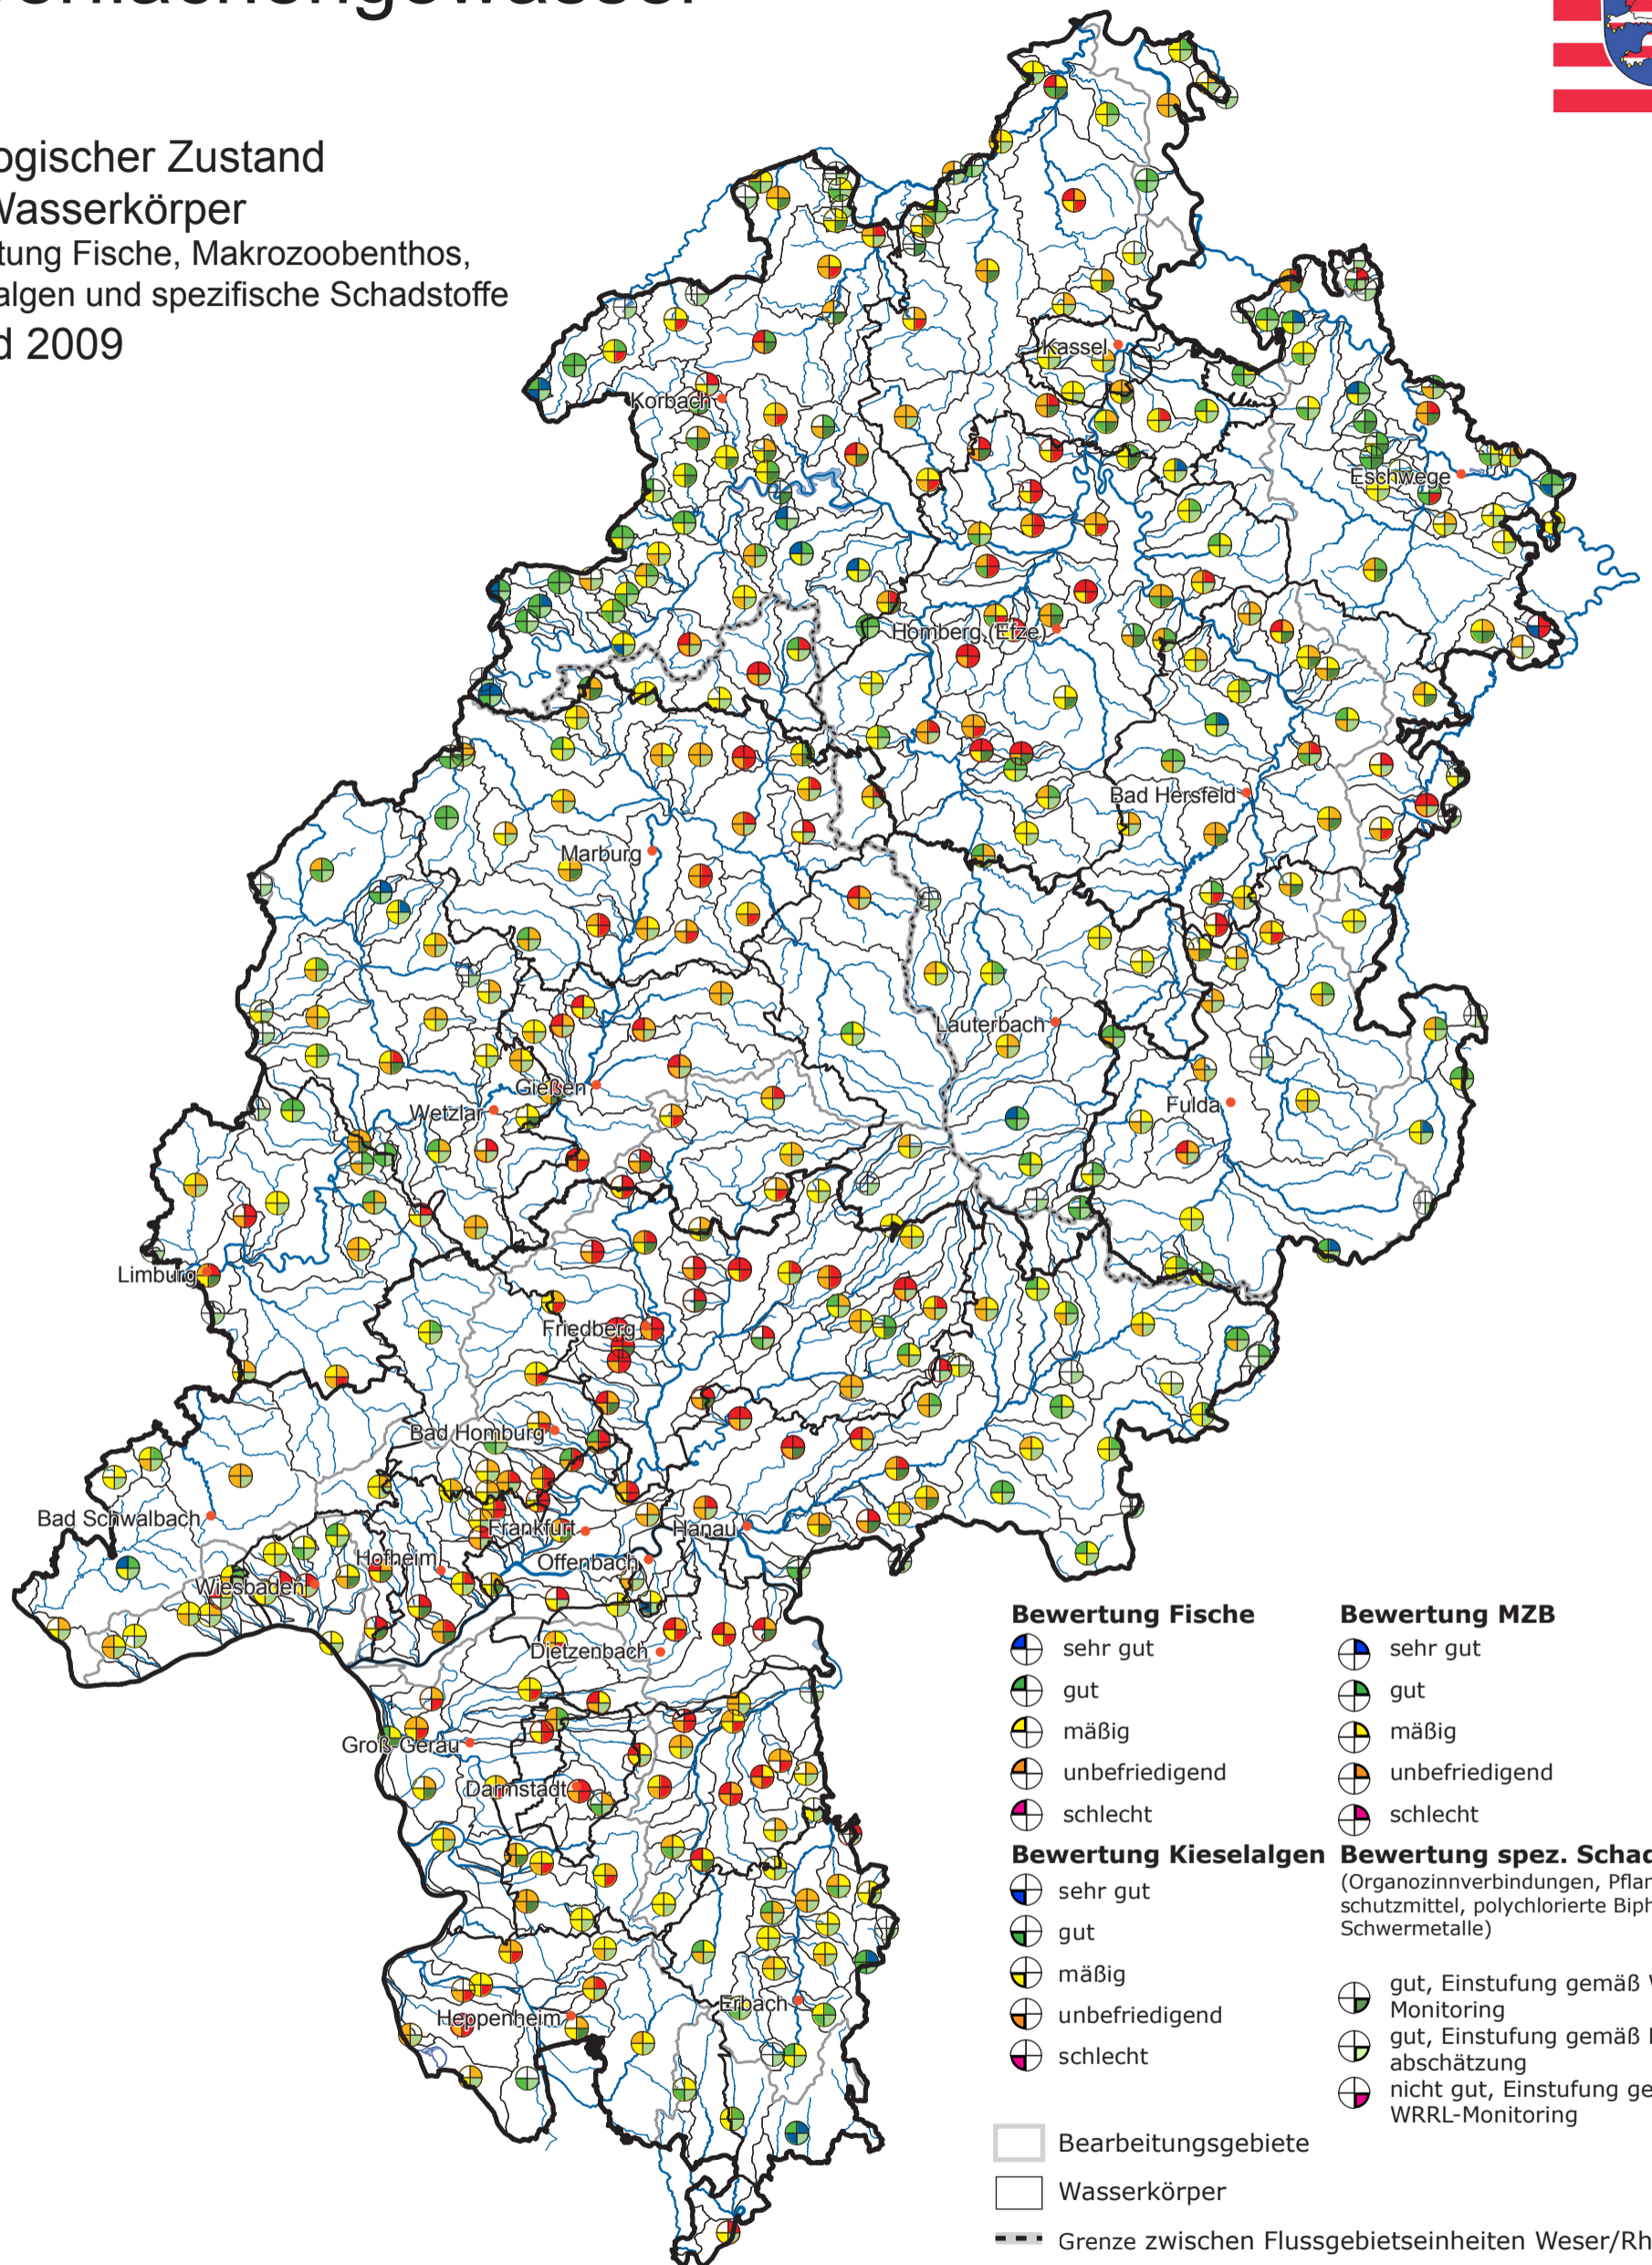 ogischer Zustand
Wasserkörper
tung Fische, Makrozoobenthos,
algen und spezifische Schadstoffe
d 2009
Kassel
Korbach
Eschwege
Homberg (Efze)
Bad Hersfeld
Marburg
Lauterbach
Gießen
Wetzlar
Fulda
Limburg
Friedberg
Bad Homburg
Bad Schwalbach
Frankfurt
Hanau
Hofheim
Offenbach
Wiesbaden
Dietzenbach
Groß-Gerau
Darmstadt
Erbach
Heppenheim
Bewertung Fische
sehr gut
gut
mäßig
unbefriedigend
schlecht
Bewertung Kieselalgen
sehr gut
gut
mäßig
unbefriedigend
schlecht
Bewertung MZB
sehr gut
gut
mäßig
unbefriedigend
schlecht
Bewertung spez. Schad
(Organozinnverbindungen, Pflan
schutzmittel, polychlorierte Biph
Schwermetalle)
gut, Einstufung gemäß
Monitoring
gut, Einstufung gemäß
abschätzung
nicht gut, Einstufung ge
WRRL-Monitoring
Bearbeitungsgebiete
Wasserkörper
Grenze zwischen Flussgebietseinheiten Weser/Rh